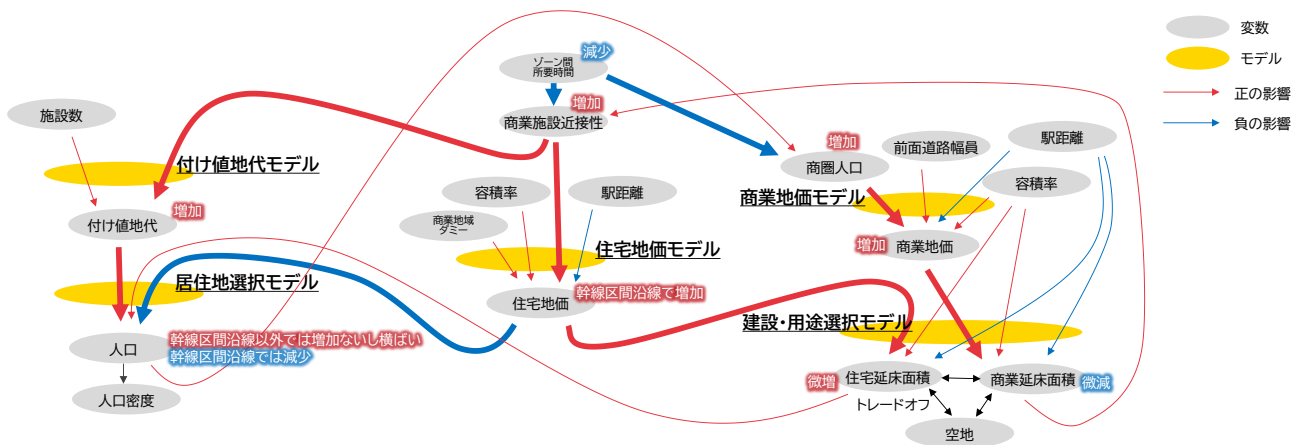 ゾーン間
所要時間
減少
変数
モデル
正の影響
負の影響
施設数
増加
商業施設近接性
付け値地代モデル
増加
商圏人口
前面道路幅員
駅距離
容積率
容積率
駅距離
商業地価モデル
付け値地代
増加
商業地域
ダミー
住宅地価モデル
増加
商業地価
居住地選択モデル
住宅地価
幹線区間沿線で増加
建設・用途選択モデル
人口
幹線区間沿線以外では増加ないし横ばい
幹線区間沿線では減少
人口密度
微増
住宅延床面積
商業延床面積
微減
トレードオフ
空地